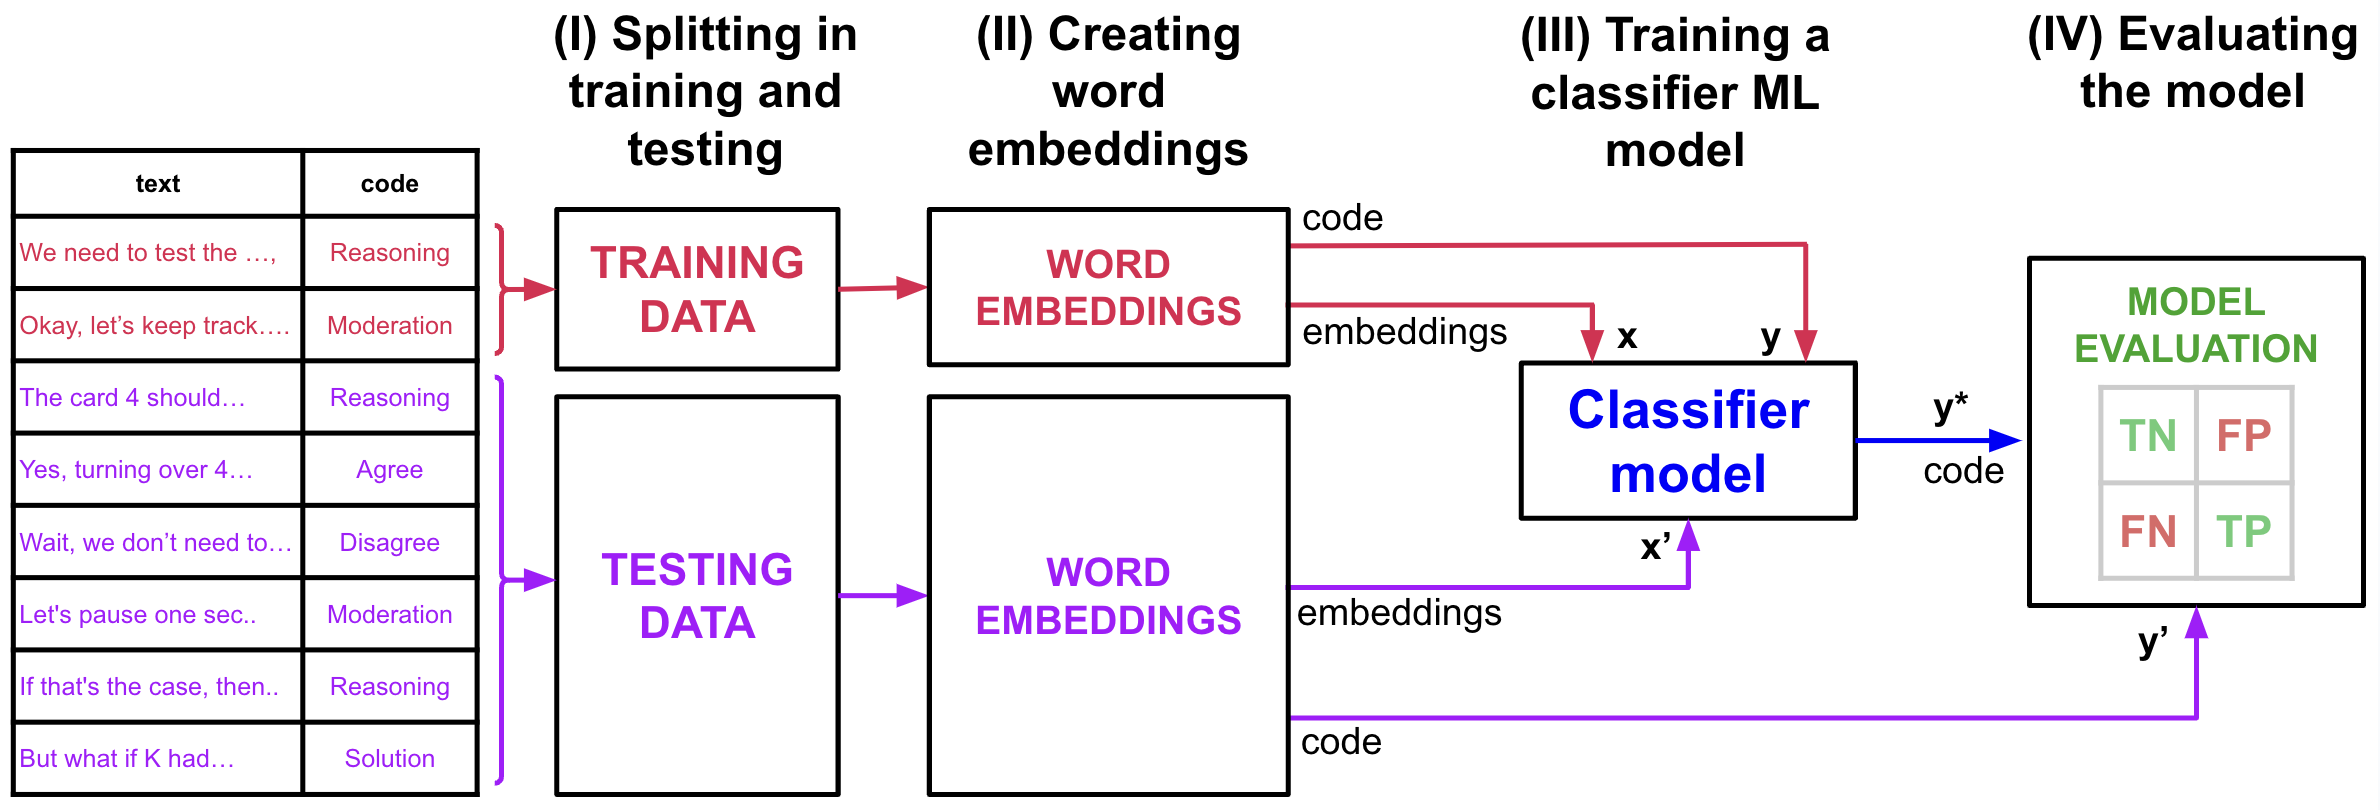 (I) Splitting in
training and
testing
(II) Creating
word
embeddings
(III) Training a
classifier ML
model
(IV) Evaluating
the model
text code
We need to test the …, Reasoning
Okay, let’s keep track…. Moderation
The card 4 should… Reasoning
Yes, turning over 4… Agree
Wait, we don’t need to… Disagree
Let's pause one sec.. Moderation
If that's the case, then.. Reasoning
But what if K had… Solution
TRAINING
DATA
TESTING
DATA
WORD
EMBEDDINGS
WORD
EMBEDDINGS
code
embeddings
x
y
Classifier
model
x’
embeddings
code
y*
code
MODEL
EVALUATION
TN FP
FN TP
y’